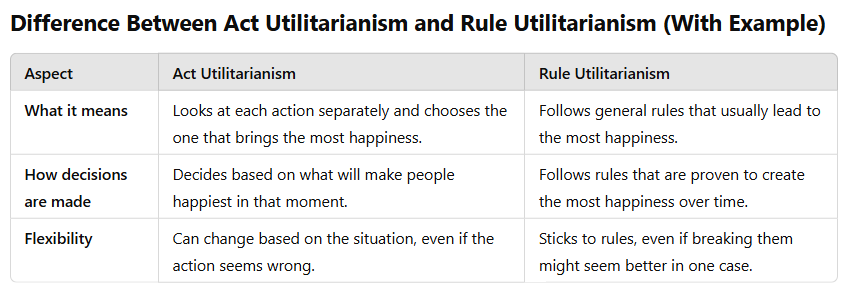 Difference Between Act Utilitarianism and Rule Utilitarianism (With Example)
Aspect Act Utilitarianism Rule Utilitarianism
What it means Looks at each action separately and chooses the one that brings the most happiness. Follows general rules that usually lead to the most happiness.
How decisions are made Decides based on what will make people happiest in that moment. Follows rules that are proven to create the most happiness over time.
Flexibility Can change based on the situation, even if the action seems wrong. Sticks to rules, even if breaking them might seem better in one case.